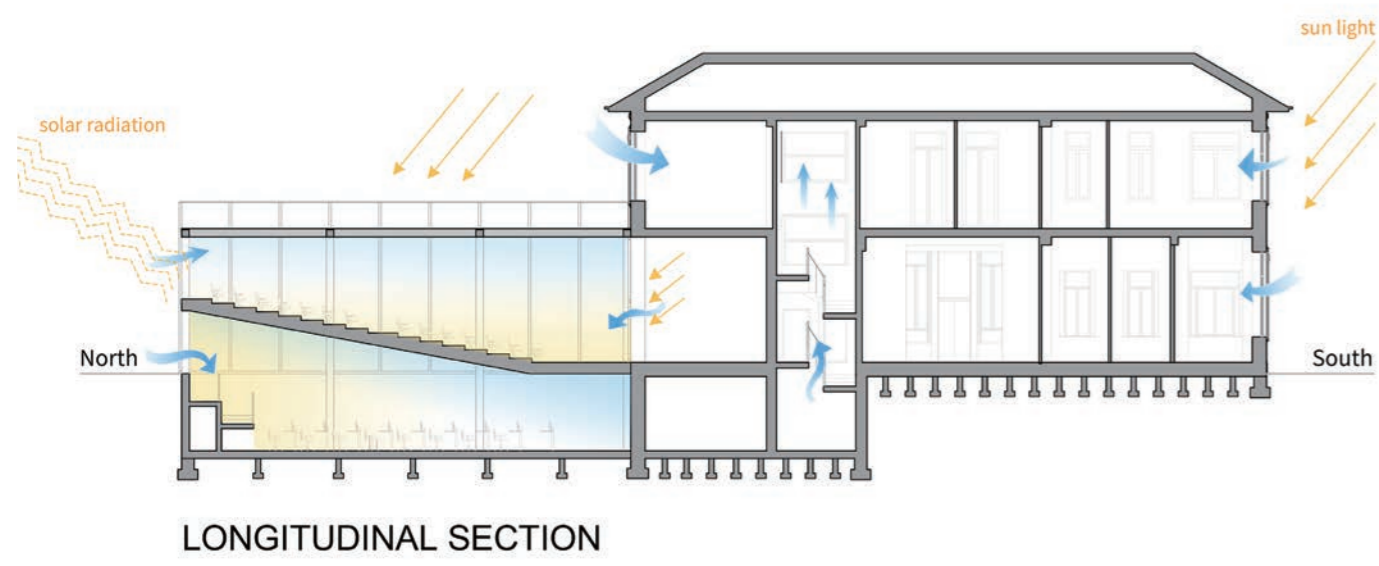 sun light
solar radiation
North
South
LONGITUDINAL SECTION